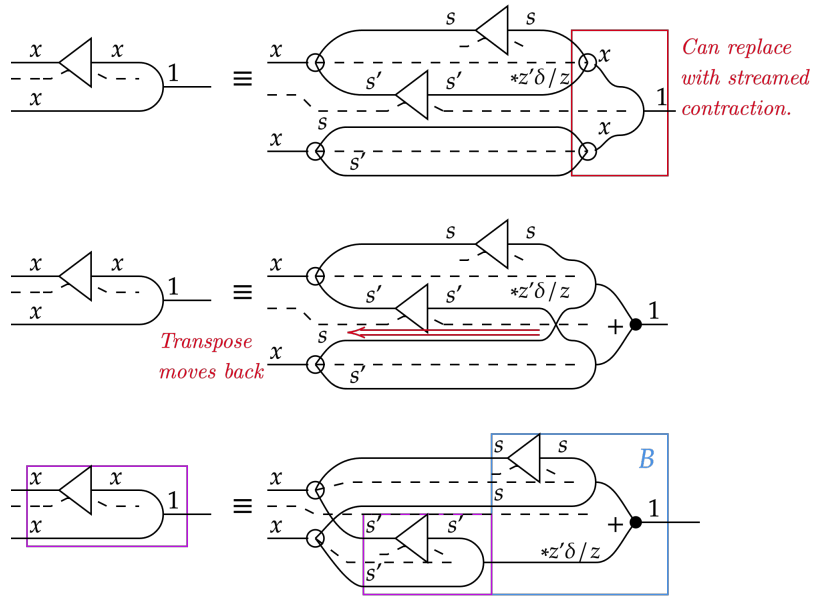 x x 1 ≡ x s s x 1
x s' s' *z'δ/z
s x
x s'
Can replace
with streamed
contraction.
x x 1 ≡ x s s 1
x s' s' *z'δ/z +
s
x s'
Transpose
moves back
x x 1 ≡ x s s B
x x s 1
s' s' +
s' *z'δ/z